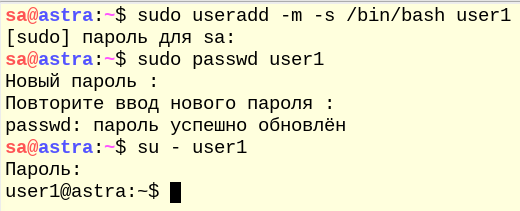 sa@astra:~$ sudo useradd -m -s /bin/bash user1
[sudo] пароль для sa:
sa@astra:~$ sudo passwd user1
Новый пароль :
Повторите ввод нового пароля :
passwd: пароль успешно обновлён
sa@astra:~$ su - user1
Пароль:
user1@astra:~$